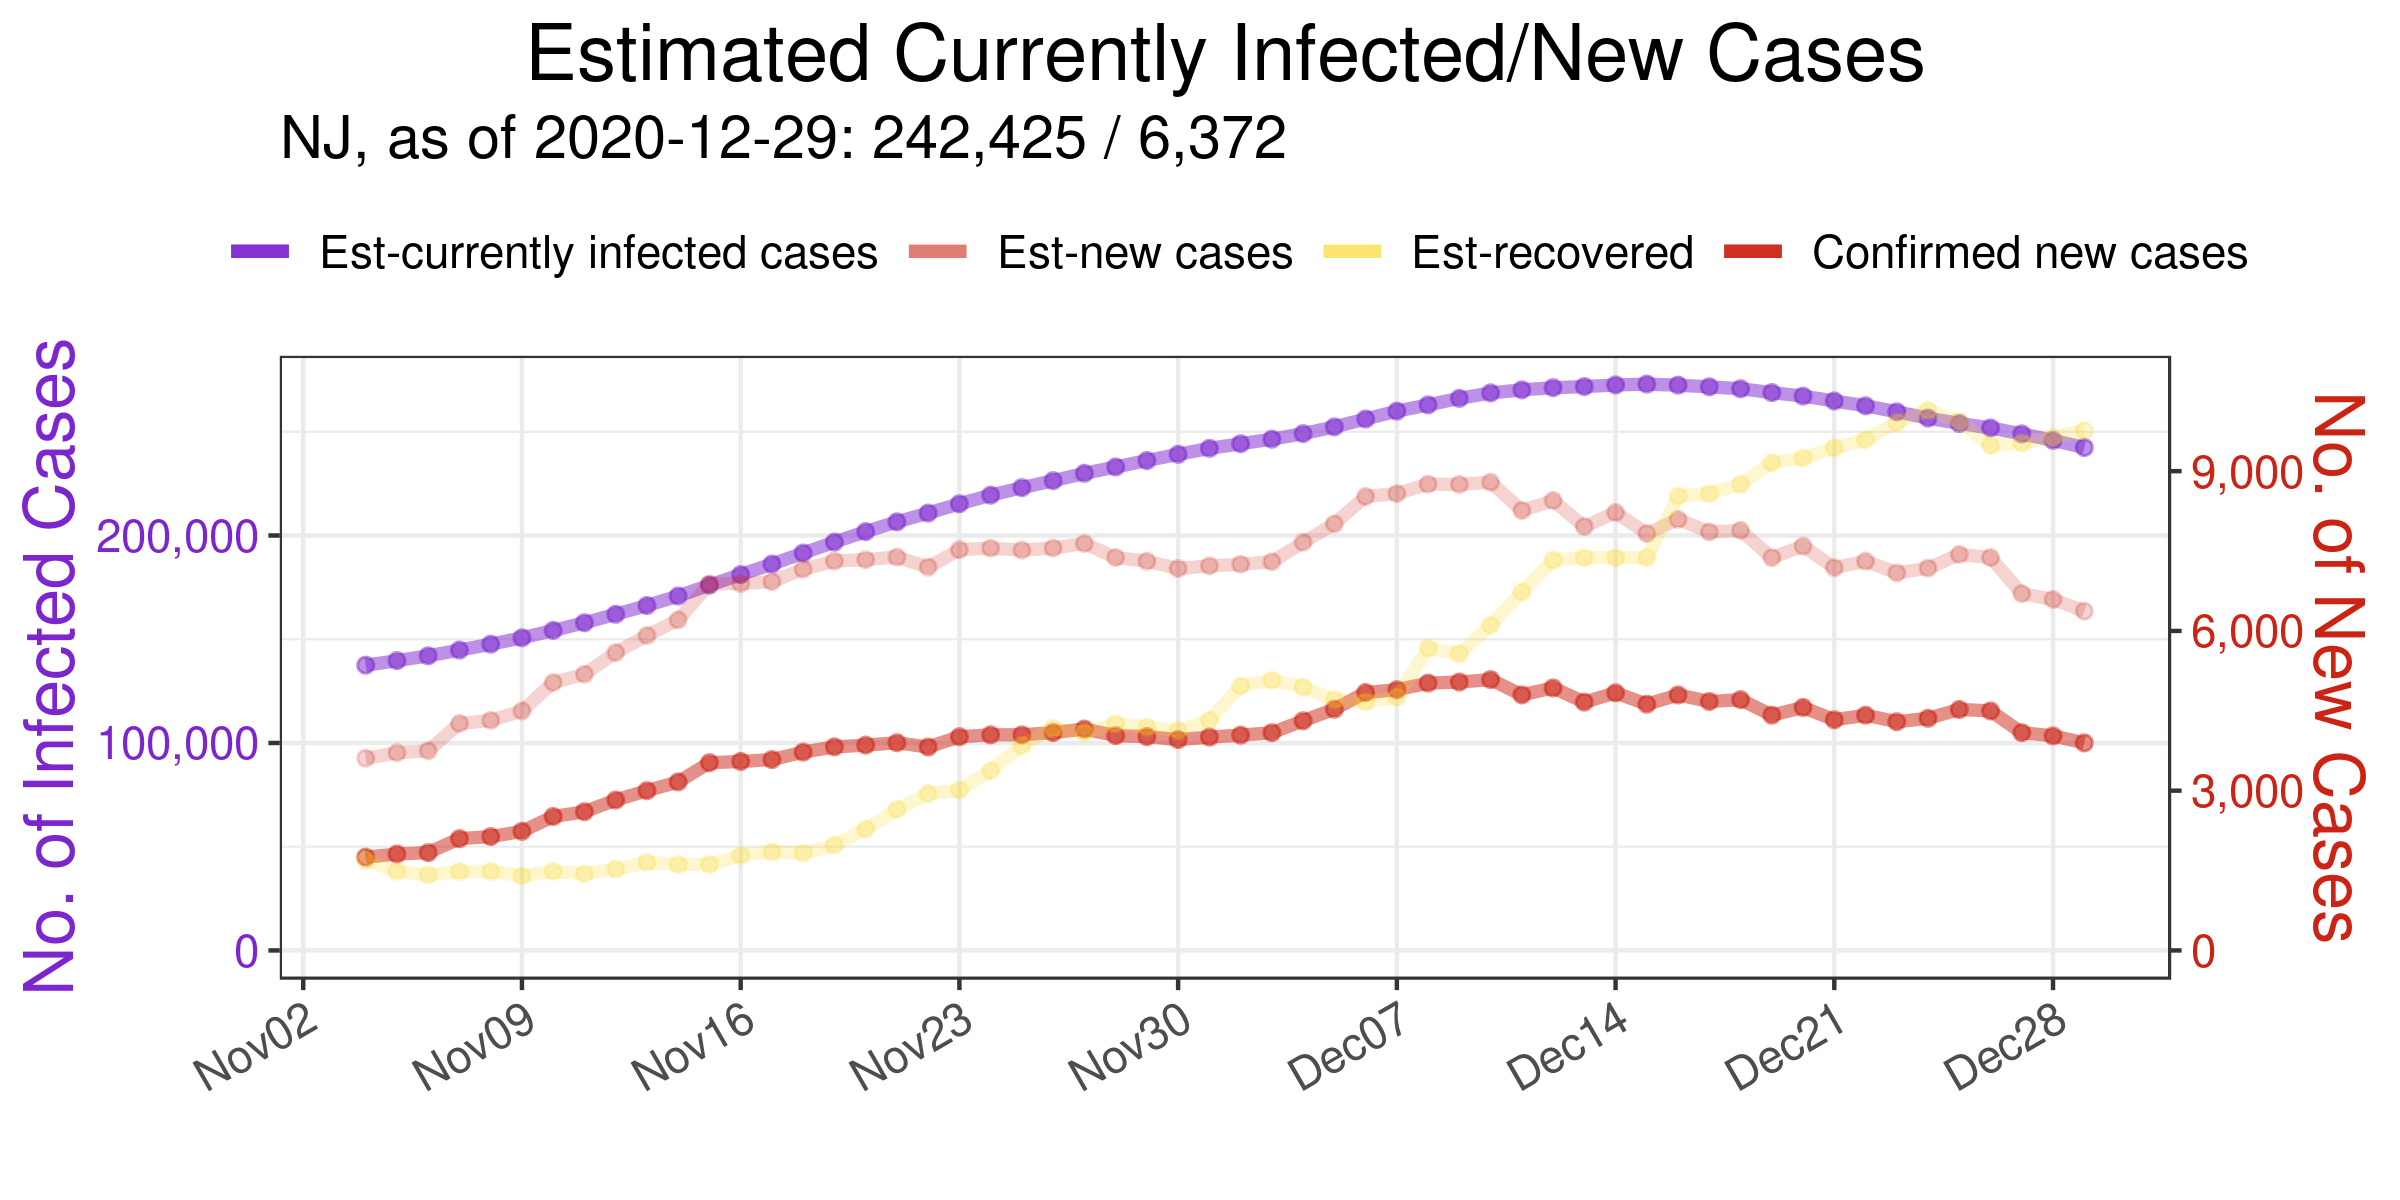 Estimated Currently Infected/New Cases
NJ, as of 2020-12-29: 242,425 / 6,372
Est-currently infected cases Est-new cases Est-recovered Confirmed new cases
No. of Infected Cases
200,000
100,000
0
9,000
6,000
3,000
0
No. of New Cases
Nov02 Nov09 Nov16 Nov23 Nov30 Dec07 Dec14 Dec21 Dec28